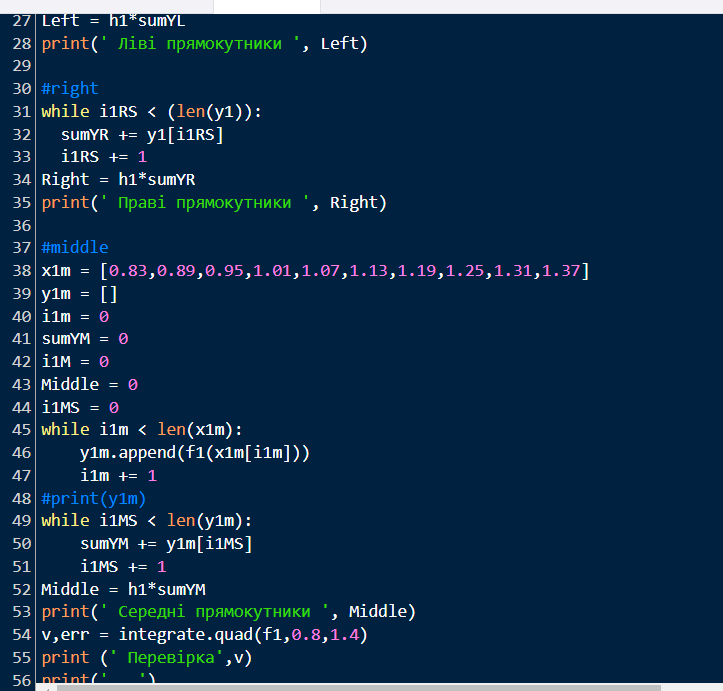 27 Left = h1*sumYL
28 print(' Ліві прямокутники ', Left)
29
30 #right
31 while i1RS < (len(y1)):
32   sumYR += y1[i1RS]
33   i1RS += 1
34 Right = h1*sumYR
35 print(' Праві прямокутники ', Right)
36
37 #middle
38 x1m = [0.83,0.89,0.95,1.01,1.07,1.13,1.19,1.25,1.31,1.37]
39 y1m = []
40 i1m = 0
41 sumYM = 0
42 i1M = 0
43 Middle = 0
44 i1MS = 0
45 while i1m < len(x1m):
46     y1m.append(f1(x1m[i1m]))
47     i1m += 1
48 #print(y1m)
49 while i1MS < len(y1m):
50     sumYM += y1m[i1MS]
51     i1MS += 1
52 Middle = h1*sumYM
53 print(' Середні прямокутники ', Middle)
54 v,err = integrate.quad(f1,0.8,1.4)
55 print (' Перевірка',v)
56 print('